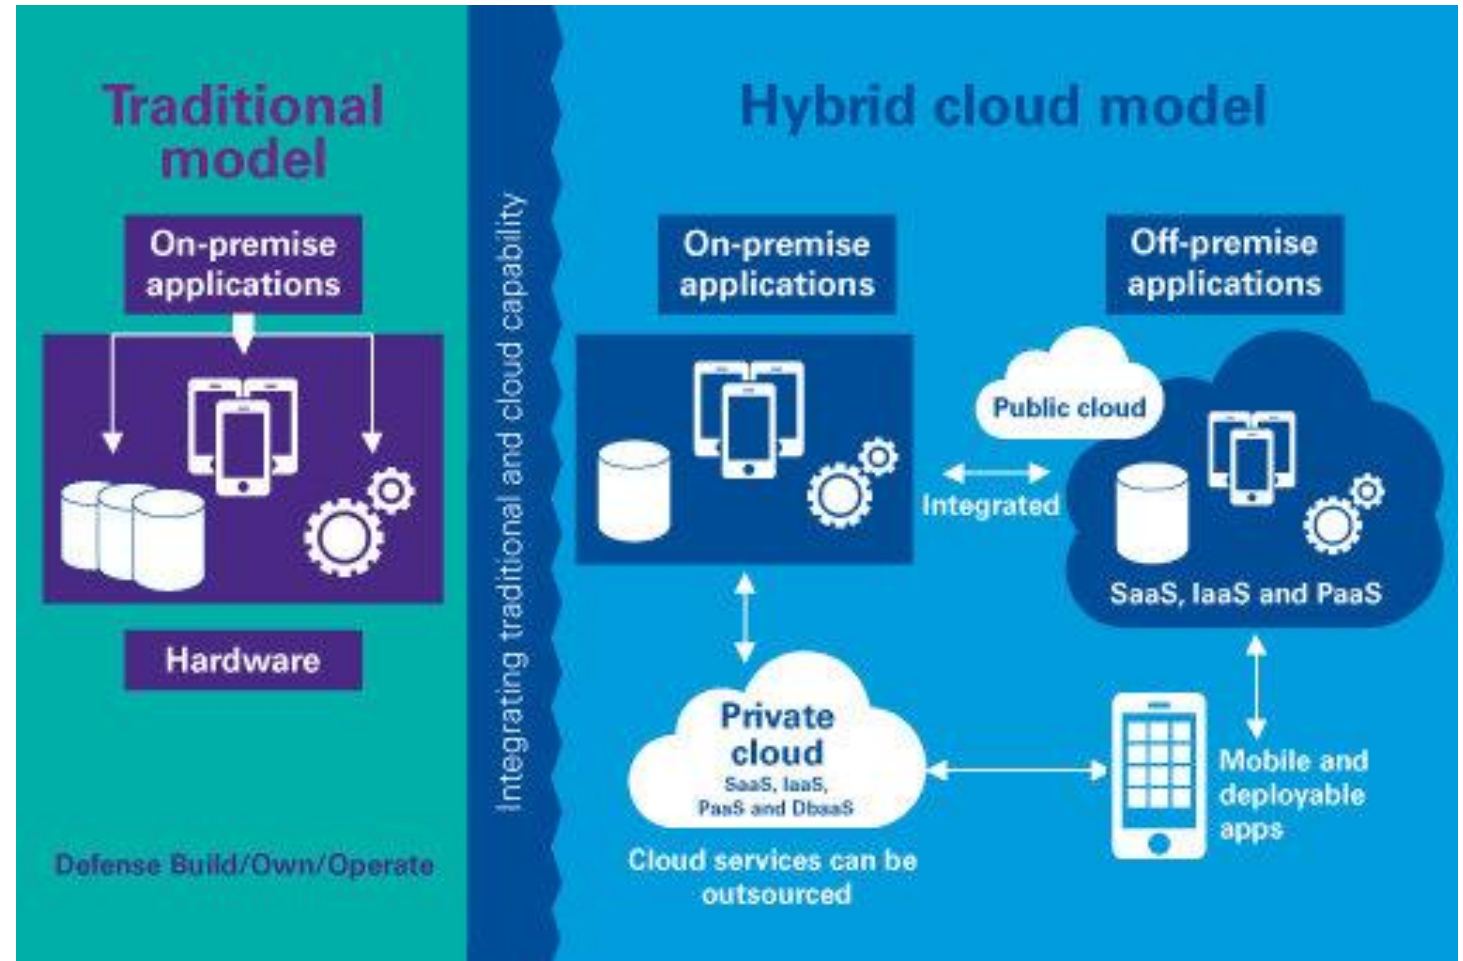 Traditional
model
On-premise
applications
Hardware
Defense Build/Own/Operate
Integrating traditional and cloud capability
Hybrid cloud model
On-premise
applications
Off-premise
applications
Public cloud
Integrated
SaaS, IaaS and PaaS
Private
cloud
SaaS, IaaS,
PaaS and DbaaS
Cloud services can be
outsourced
Mobile and
deployable
apps